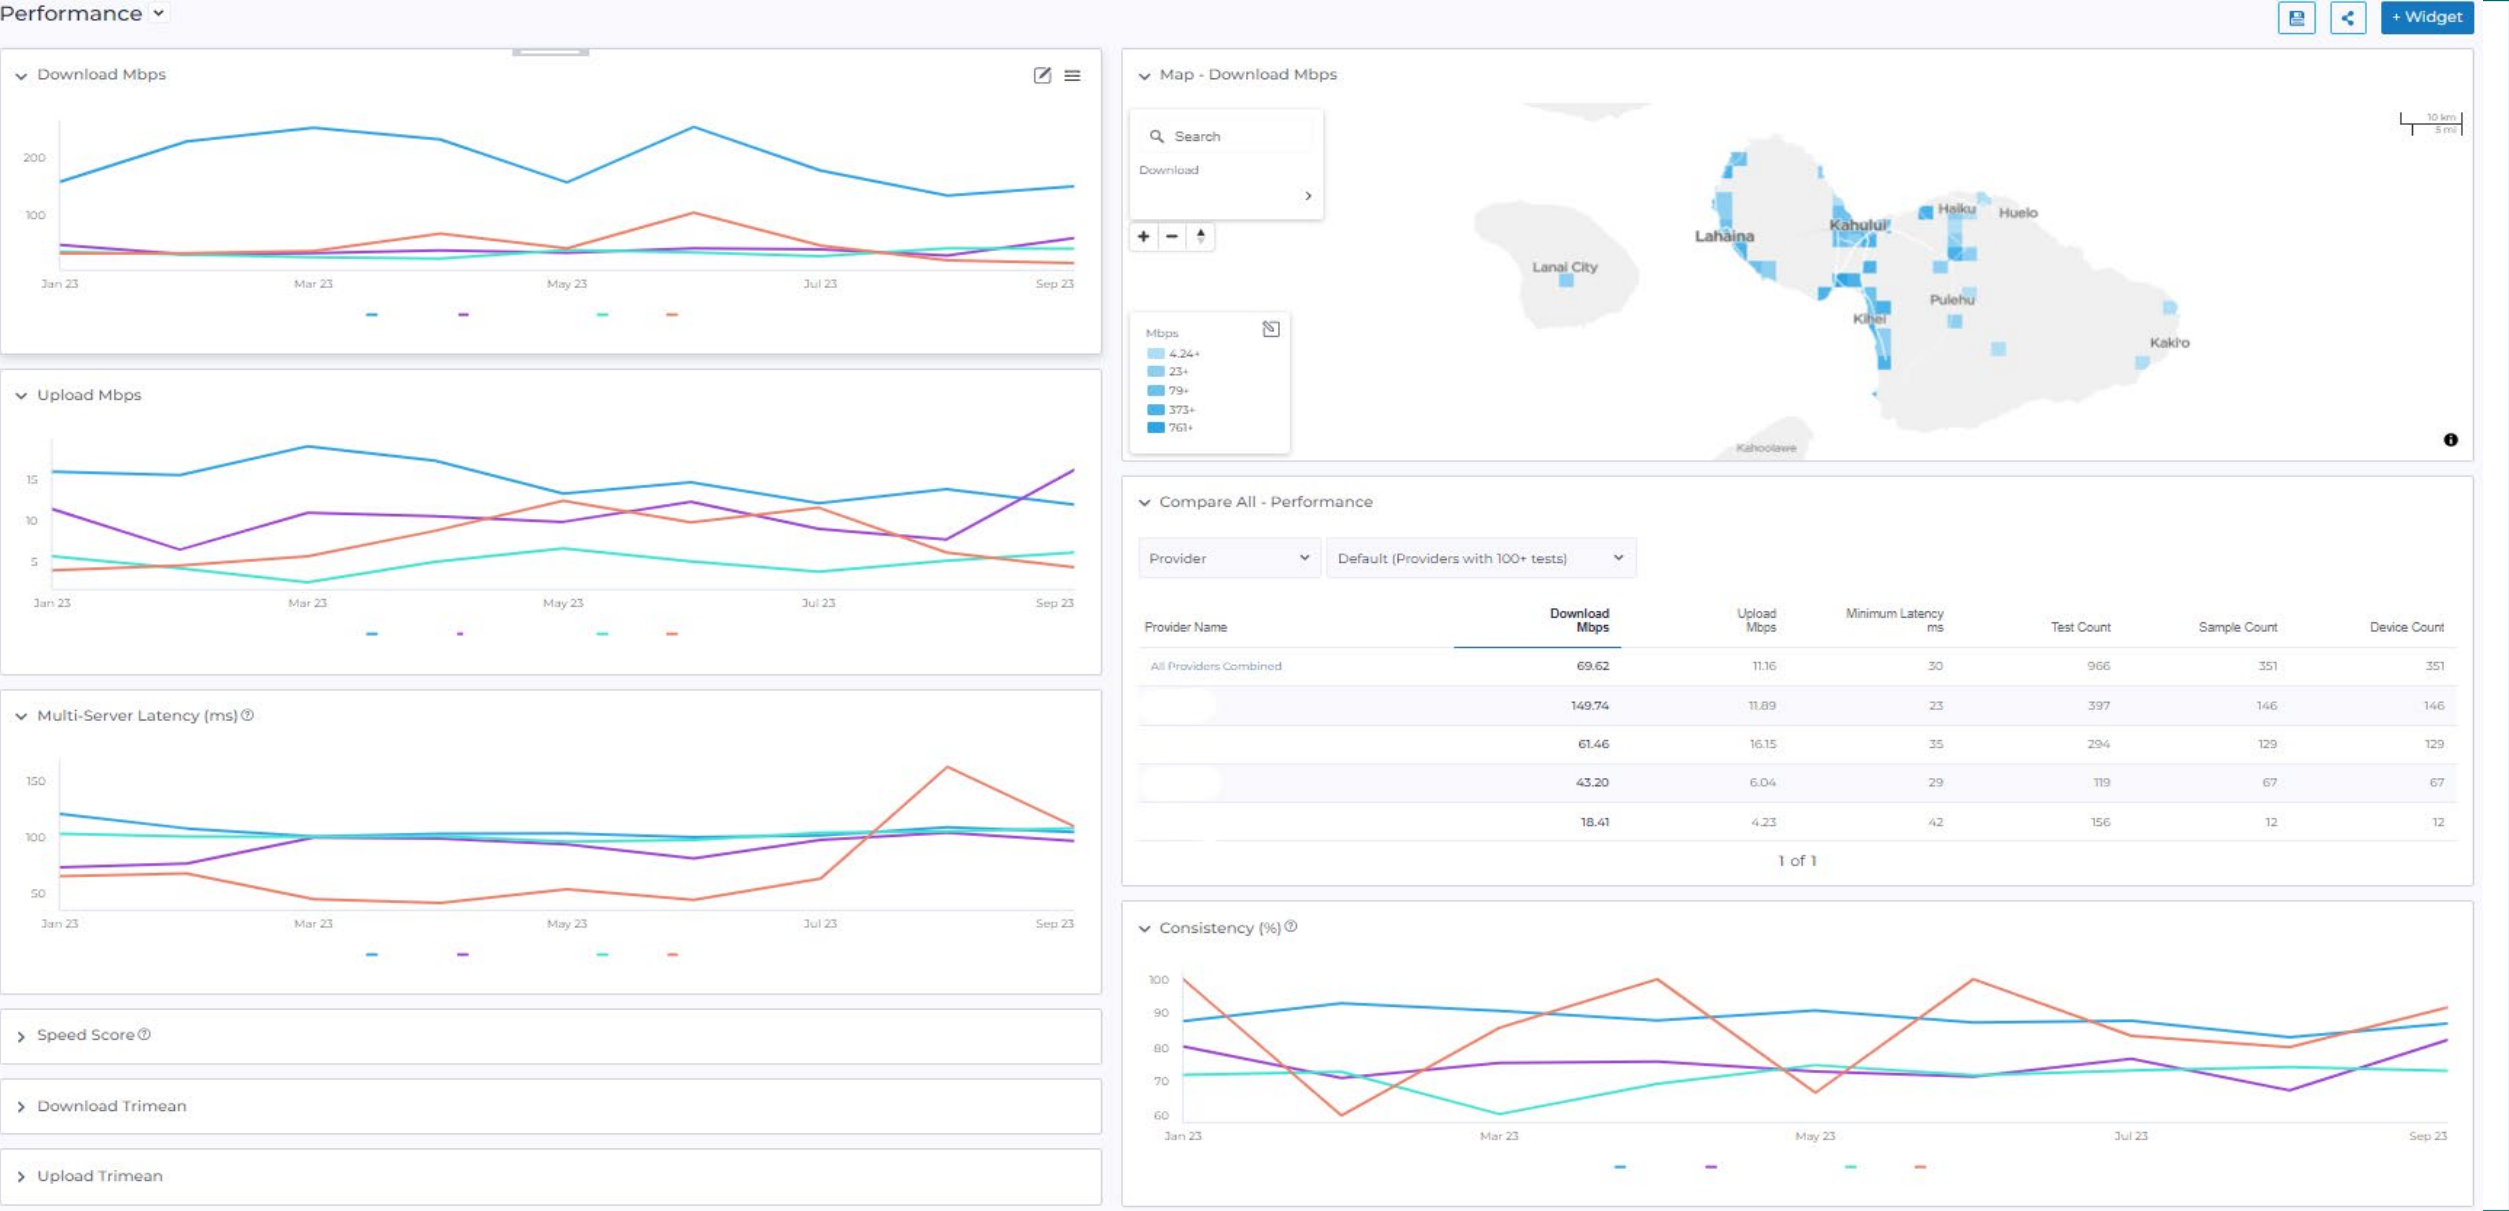 Performance
+ Widget
Download Mbps
200
100
Jan 23 Mar 23 May 23 Jul 23 Sep 23
Upload Mbps
15
10
5
Jan 23 Mar 23 May 23 Jul 23 Sep 23
Multi-Server Latency (ms)
150
100
50
Jan 23 Mar 23 May 23 Jul 23 Sep 23
Speed Score
Download Trimean
Upload Trimean
Map - Download Mbps
Search
Download
10 km
5 mi
Mbps
4.24+
23+
79+
373+
761+
Lanai City
Lahaina
Kahului
Haiku
Huelo
Pulehu
Kihei
Kahoolawe
Compare All - Performance
Provider Default (Providers with 100+ tests)
Provider Name Download Mbps Upload Mbps Minimum Latency ms Test Count Sample Count Device Count
All Providers Combined 69.62 11.16 30 966 351 351
149.74 11.89 23 397 146 146
61.46 16.15 35 294 129 129
43.20 6.04 29 119 67 67
18.41 4.23 42 156 12 12
1 of 1
Consistency (%)
100
90
80
70
60
Jan 23 Mar 23 May 23 Jul 23 Sep 23